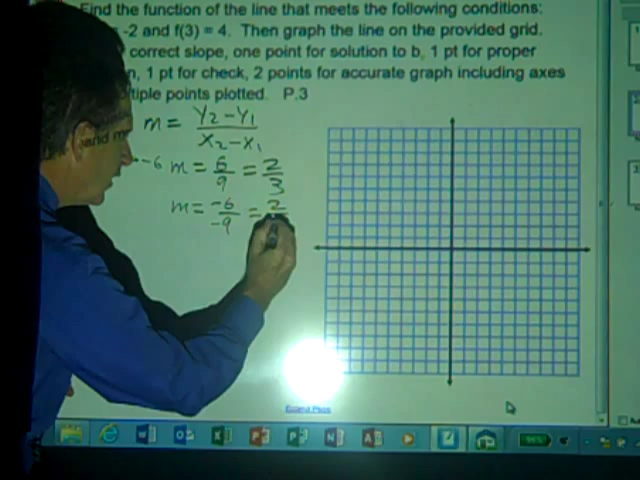 Find the function of the line that meets the following conditions:
-2 and f(3) = 4. Then graph the line on the provided grid.
correct slope, one point for solution to b, 1 pt for proper
n, 1 pt for check, 2 points for accurate graph including axes
tiple points plotted. P.3
m = Y2 - Y1 / X2 - X1
-6 m = 6/9 = 2/3
m = -6/-9 = 2